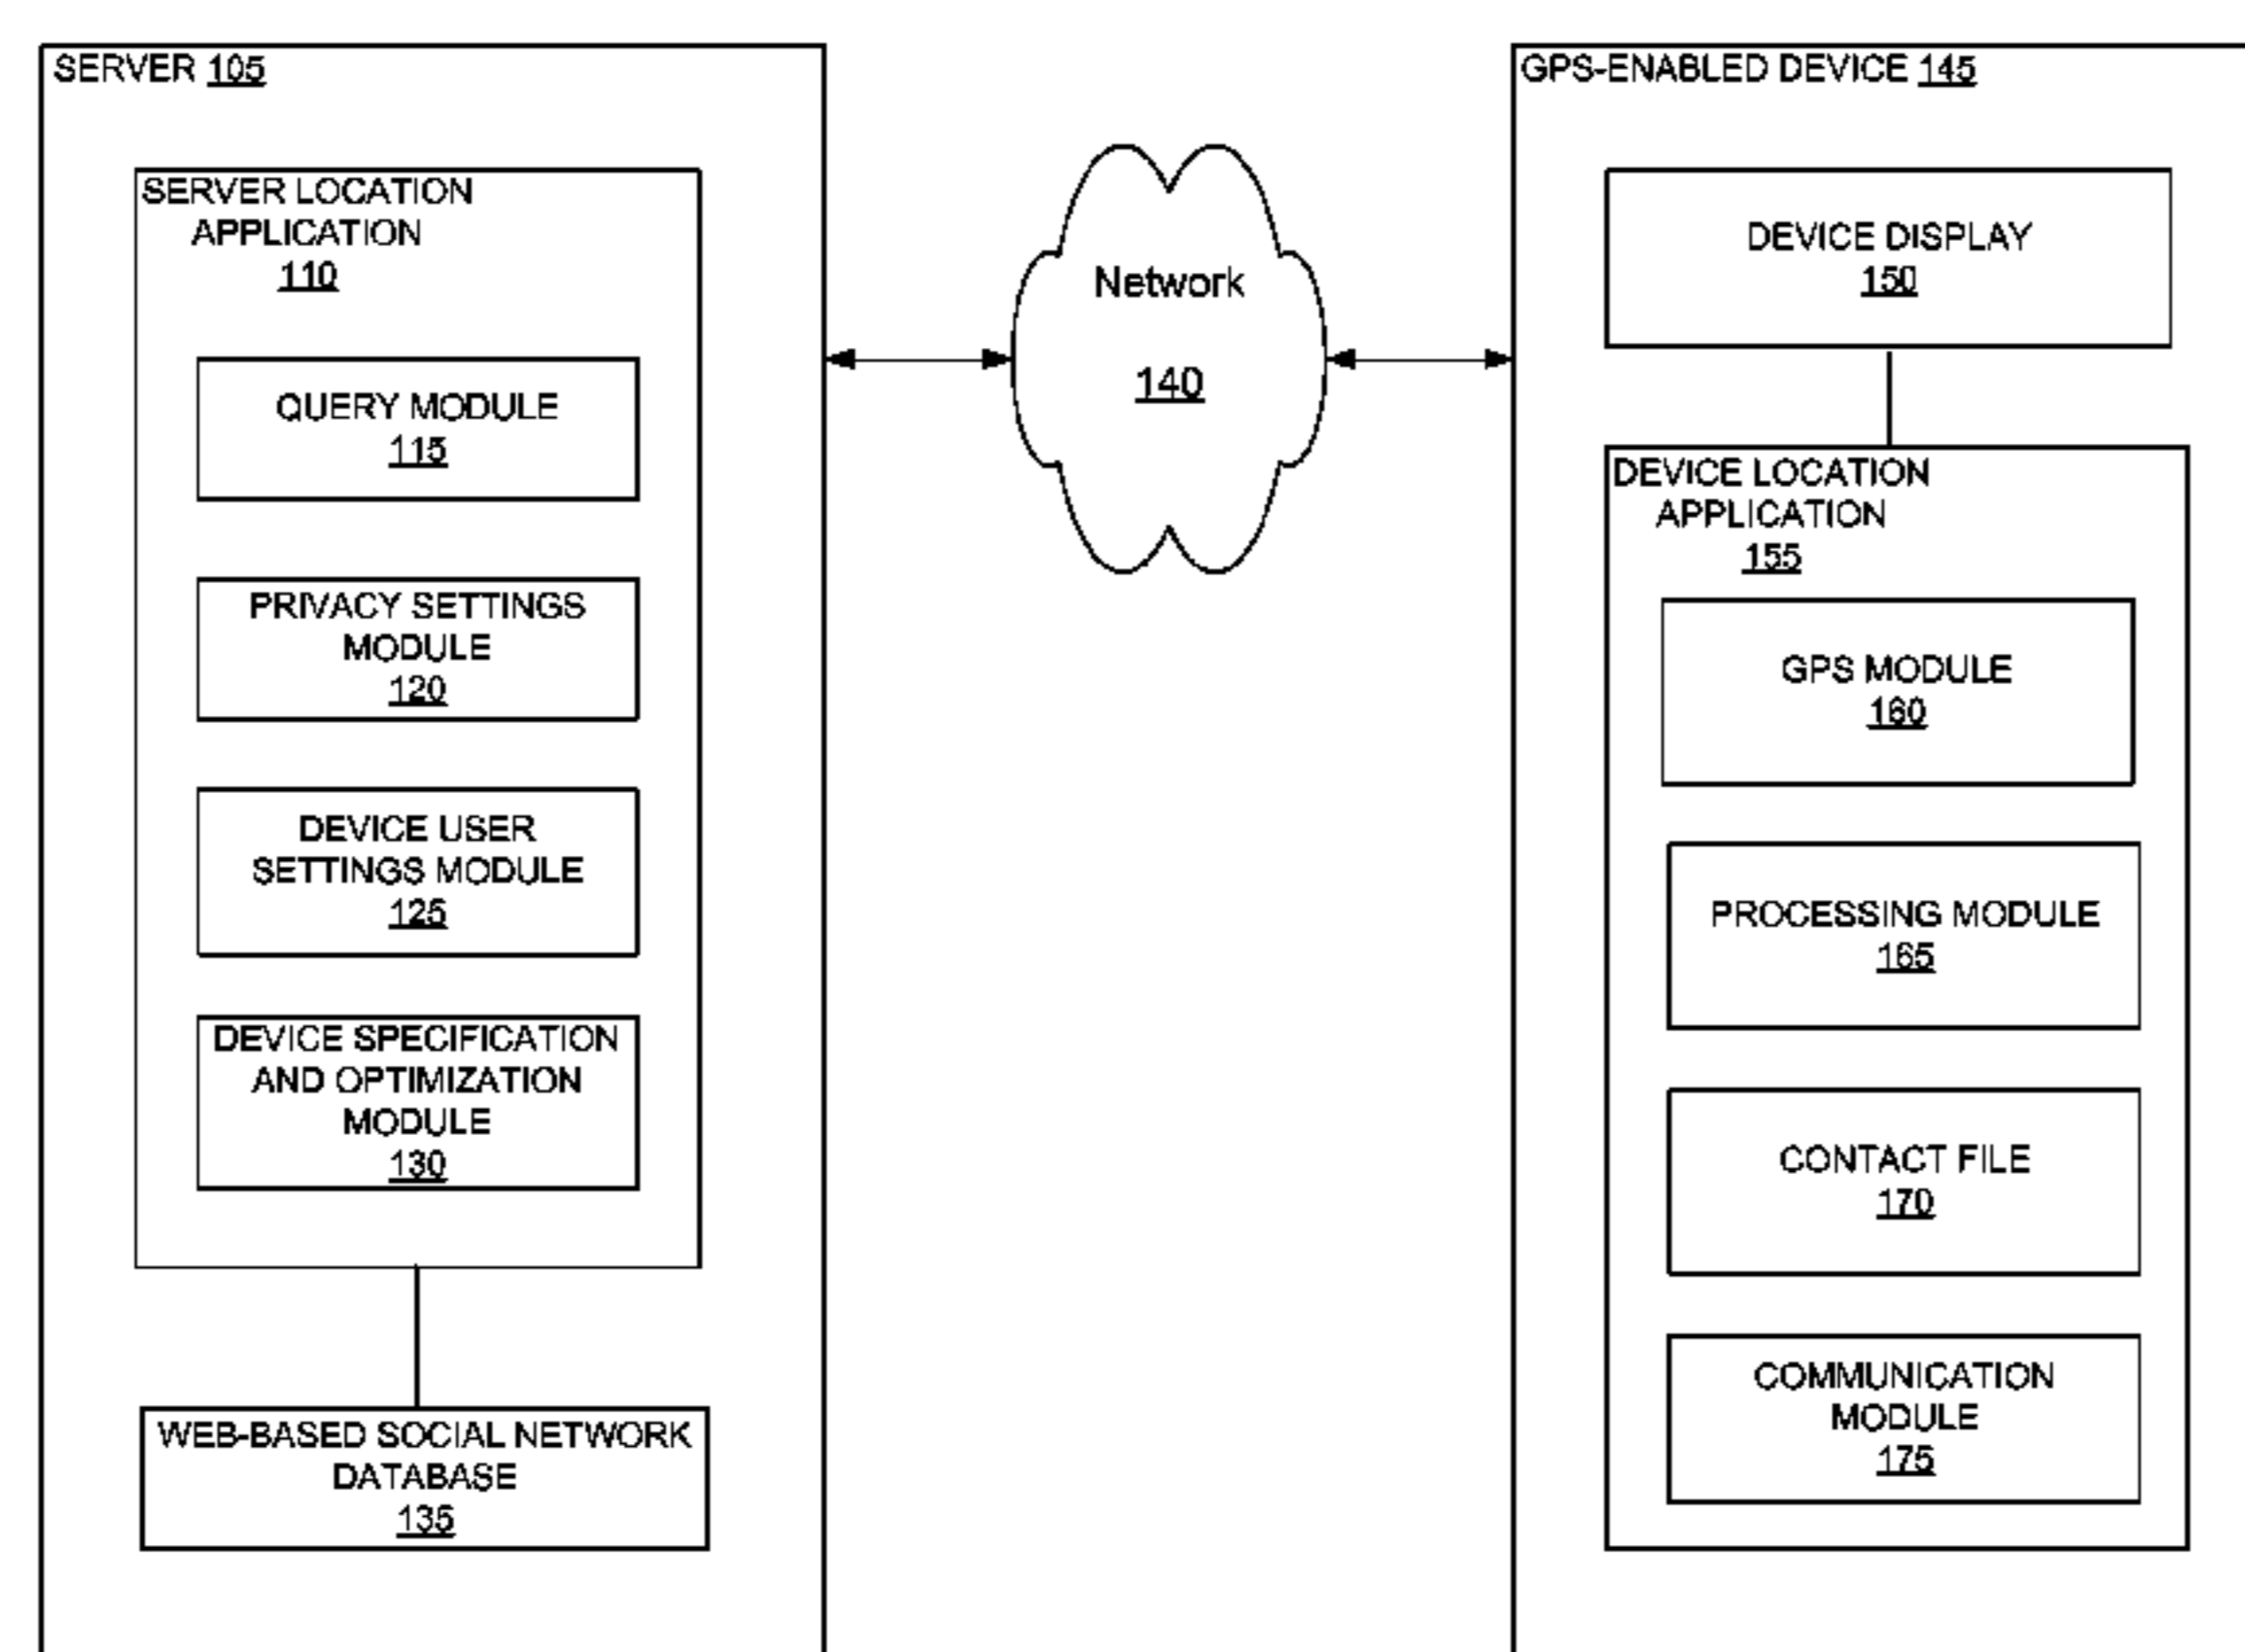 SERVER 105
SERVER LOCATION
APPLICATION
110
QUERY MODULE
115
PRIVACY SETTINGS
MODULE
120
DEVICE USER
SETTINGS MODULE
125
DEVICE SPECIFICATION
AND OPTIMIZATION
MODULE
130
WEB-BASED SOCIAL NETWORK
DATABASE
135
Network
140
GPS-ENABLED DEVICE 145
DEVICE DISPLAY
150
DEVICE LOCATION
APPLICATION
155
GPS MODULE
160
PROCESSING MODULE
165
CONTACT FILE
170
COMMUNICATION
MODULE
175